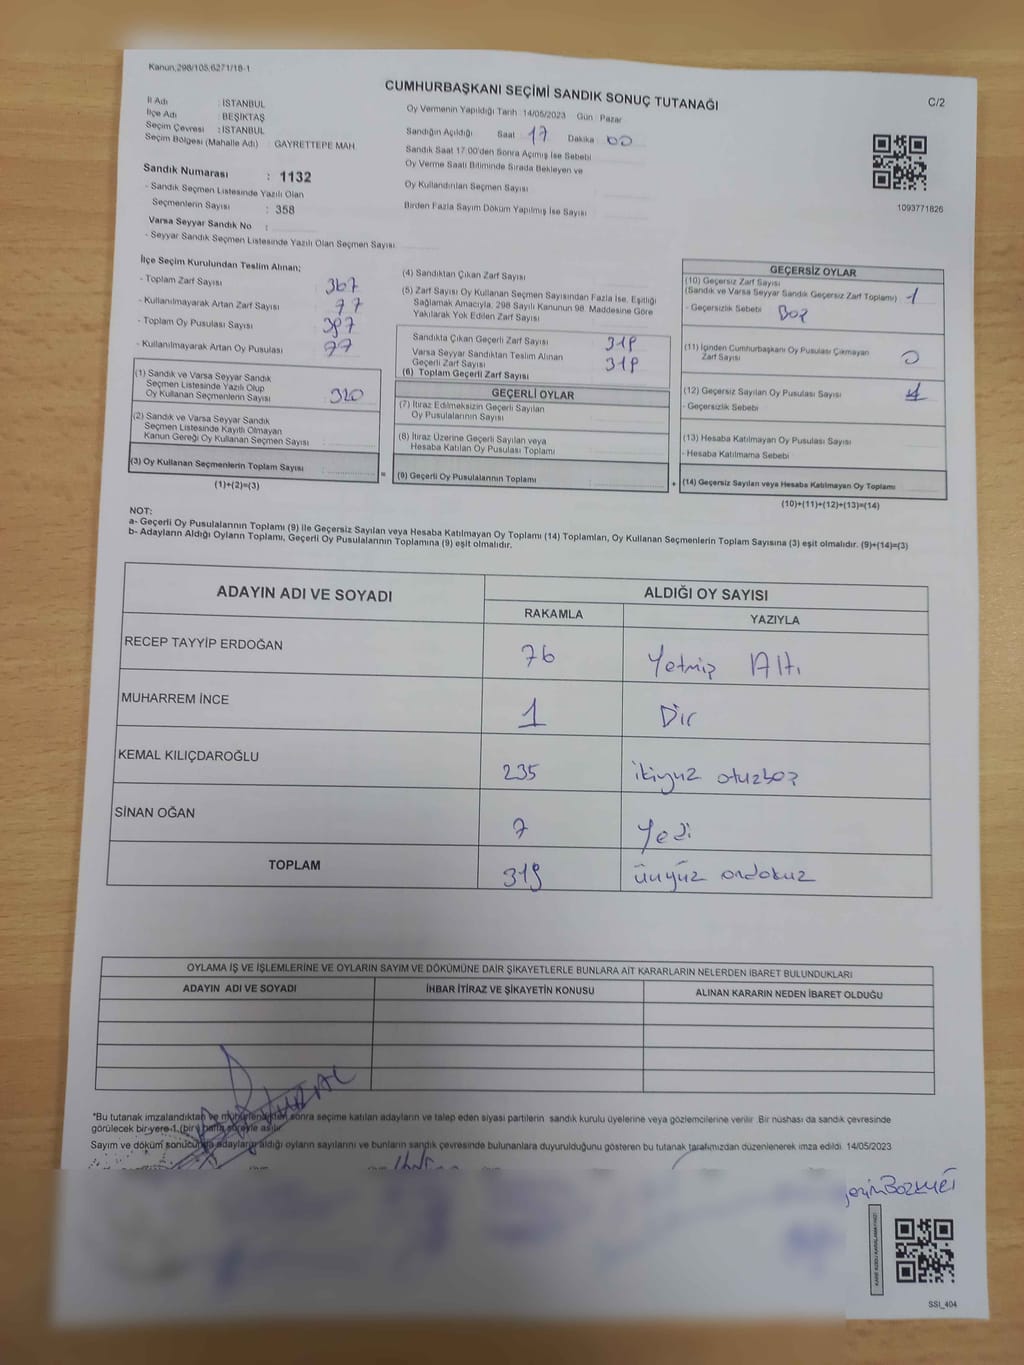 Kanun.298/105,6271/18-1
CUMHURBAŞKANI SEÇİMİ SANDIK SONUÇ TUTANAĞI
C/2
İl Adı : İSTANBUL
İlçe Adı : BEŞİKTAŞ
Seçim Çevresi : İSTANBUL
Seçim Bölgesi (Mahalle Adı) : GAYRETTEPE MAH
Sandık Numarası : 1132
- Sandık Seçmen Listesinde Yazılı Olan
Seçmenlerin Sayısı : 358
Varsa Seyyar Sandık No :
- Seyyar Sandık Seçmen Listesinde Yazılı Olan Seçmen Sayısı
Oy Vermenin Yapıldığı Tarih 14/05/2023 Gün Pazar
Sandığın Açıldığı Saat 17 Dakika 00
Sandık Saat 17.00'den Sonra Açımış İse Sebebi
Oy Verme Saati Bitiminde Sırada Bekleyen ve
Oy Kullandırılan Seçmen Sayısı
Birden Fazla Sayım Döküm Yapılmış İse Sayısı
1093771826
İlçe Seçim Kurulundan Teslim Alınan;
- Toplam Zarf Sayısı
- Kullanılmayarak Artan Zarf Sayısı 77
- Toplam Oy Pusulası Sayısı
- Kullanılmayarak Artan Oy Pusulası 77
(1) Sandık ve Varsa Seyyar Sandık
Seçmen Listesinde Yazılı Olup
Oy Kullanan Seçmenlerin Sayısı : 320
(2) Sandık ve Varsa Seyyar Sandık
Seçmen Listesinde Kayıtlı Olmayan
Kanun Gereği Oy Kullanan Seçmen Sayısı :
(3) Oy Kullanan Seçmenlerin Toplam Sayısı :
(1)+(2)=(3)
=
(4) Sandıktan Çıkan Zarf Sayısı
(5) Zarf Sayısı Oy Kullanan Seçmen Sayısından Fazla İse, Eşitliği
Sağlamak Amacıyla, 298 Sayılı Kanunun 98. Maddesine Göre
Yakılarak Yok Edilen Zarf Sayısı
Sandıkta Çıkan Geçerli Zarf Sayısı 319
Varsa Seyyar Sandıktan Teslim Alınan
Geçerli Zarf Sayısı
(6) Toplam Geçerli Zarf Sayısı 319
GEÇERLİ OYLAR
(7) İtiraz Edilmeksizin Geçerli Sayılan
Oy Pusulalarının Sayısı
(8) İtiraz Üzerine Geçerli Sayılan veya
Hesaba Katılan Oy Pusulası Toplamı
(9) Geçerli Oy Pusulalarının Toplamı
+
GEÇERSİZ OYLAR
(10) Geçersiz Zarf Sayısı
(Sandık ve Varsa Seyyar Sandık Geçersiz Zarf Toplamı) 1
- Geçersizlik Sebebi Boş
(11) İçinden Cumhurbaşkanı Oy Pusulası Çıkmayan
Zarf Sayısı 0
(12) Geçersiz Sayılan Oy Pusulası Sayısı
- Geçersizlik Sebebi
(13) Hesaba Katılmayan Oy Pusulası Sayısı
- Hesaba Katılmama Sebebi
(14) Geçersiz Sayılan veya Hesaba Katılmayan Oy Toplamı
(10)+(11)+(12)+(13)=(14)
NOT:
a- Geçerli Oy Pusulalarının Toplamı (9) ile Geçersiz Sayılan veya Hesaba Katılmayan Oy Toplamı (14) Toplamları, Oy Kullanan Seçmenlerin Toplam Sayısına (3) eşit olmalıdır. (9)+(14)=(3)
b- Adayların Aldığı Oyların Toplamı, Geçerli Oy Pusulalarının Toplamına (9) eşit olmalıdır.
ADAYIN ADI VE SOYADI
ALDIĞI OY SAYISI
RAKAMLA YAZIYLA
RECEP TAYYİP ERDOĞAN 76 Yetmiş Altı
MUHARREM İNCE 1 Bir
KEMAL KILIÇDAROĞLU 235 ikiyüz otuzbeş
SİNAN OĞAN 7 Yedi
TOPLAM 319 üçyüz ondokuz
OYLAMA İŞ VE İŞLEMLERİNE VE OYLARIN SAYIM VE DÖKÜMÜNE DAİR ŞİKAYETLERLE BUNLARA AİT KARARLARIN NELERDEN İBARET BULUNDUKLARI
ADAYIN ADI VE SOYADI İHBAR İTİRAZ VE ŞİKAYETİN KONUSU ALINAN KARARIN NEDEN İBARET OLDUĞU
*Bu tutanak imzalandıktan ve mühürlendikten sonra seçime katılan adayların ve talep eden siyasi partilerin sandık kurulu üyelerine veya gözlemcilerine verilir. Bir nüshası da sandık çevresinde
görülecek bir yere 1 (bir) hafta süreyle asılır.
Sayım ve döküm sonucunda adayların aldığı oyların sayılarını ve bunların sandık çevresinde bulunanlara duyurulduğunu gösteren bu tutanak tarafımızdan düzenlenerek imza edildi. 14/05/2023
SSI_404